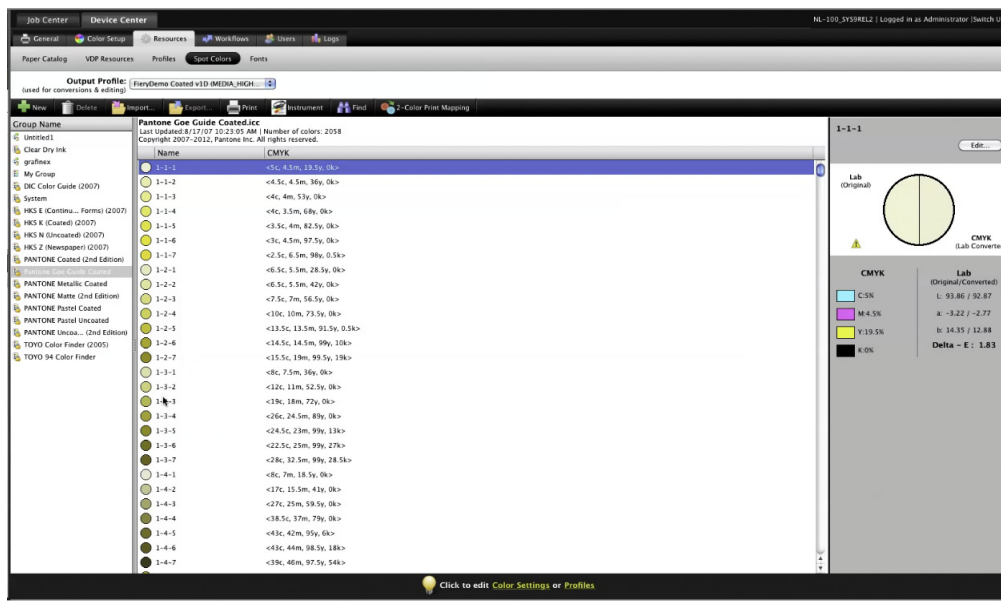 Job Center Device Center
NL-100_SYS9REL2 | Logged in as Administrator |Switch U
General Color Setup Resources Workflows Users Logs
Paper Catalog VDP Resources Profiles Spot Colors Fonts
Output Profile: FieryDemo Coated v1D (MEDIA_HIGH...
(used for conversions & editing)
New Delete Import... Export... Print Instrument Find 2-Color Print Mapping
Group Name
Untitled1
Clear Dry Ink
grafinex
My Group
DIC Color Guide (2007)
System
HKS E (Continu... Forms) (2007)
HKS K (Coated) (2007)
HKS N (Uncoated) (2007)
HKS Z (Newspaper) (2007)
PANTONE Coated (2nd Edition)
Pantone Goe Guide Coated
PANTONE Metallic Coated
PANTONE Matte (2nd Edition)
PANTONE Pastel Coated
PANTONE Pastel Uncoated
PANTONE Uncoa... (2nd Edition)
TOYO Color Finder (2005)
TOYO 94 Color Finder
Pantone Goe Guide Coated.icc
Last Updated:8/17/07 10:23:05 AM | Number of colors: 2058
Copyright 2007-2012, Pantone Inc. All rights reserved.
Name CMYK
1-1-1 <5c, 4.5m, 19.5y, 0k>
1-1-2 <4.5c, 4.5m, 36y, 0k>
1-1-3 <4c, 4m, 53y, 0k>
1-1-4 <4c, 3.5m, 68y, 0k>
1-1-5 <3.5c, 4m, 82.5y, 0k>
1-1-6 <3c, 4.5m, 97.5y, 0k>
1-1-7 <2.5c, 6.5m, 98y, 0.5k>
1-2-1 <6.5c, 5.5m, 28.5y, 0k>
1-2-2 <6.5c, 5.5m, 42y, 0k>
1-2-3 <7.5c, 7m, 56.5y, 0k>
1-2-4 <10c, 10m, 73.5y, 0k>
1-2-5 <13.5c, 13.5m, 91.5y, 0.5k>
1-2-6 <14.5c, 14.5m, 99y, 10k>
1-2-7 <15.5c, 19m, 99.5y, 19k>
1-3-1 <8c, 7.5m, 36y, 0k>
1-3-2 <12c, 11m, 52.5y, 0k>
1-3-3 <19c, 18m, 72y, 0k>
1-3-4 <26c, 24.5m, 89y, 0k>
1-3-5 <24.5c, 23m, 99y, 13k>
1-3-6 <22.5c, 25m, 99y, 27k>
1-3-7 <28c, 32.5m, 99y, 28.5k>
1-4-1 <8c, 7m, 18.5y, 0k>
1-4-2 <17c, 15.5m, 41y, 0k>
1-4-3 <27c, 25m, 59.5y, 0k>
1-4-4 <38.5c, 37m, 79y, 0k>
1-4-5 <43c, 42m, 95y, 6k>
1-4-6 <43c, 44m, 98.5y, 18k>
1-4-7 <39c, 46m, 97.5y, 54k>
1-1-1
Edit...
Lab
(Original)
CMYK
(Lab Converte
CMYK Lab
(Original/Converted)
C:5% L: 93.86 / 92.87
M:4.5% a: -3.22 / -2.77
Y:19.5% b: 14.35 / 12.88
K:0% Delta - E : 1.83
Click to edit Color Settings or Profiles